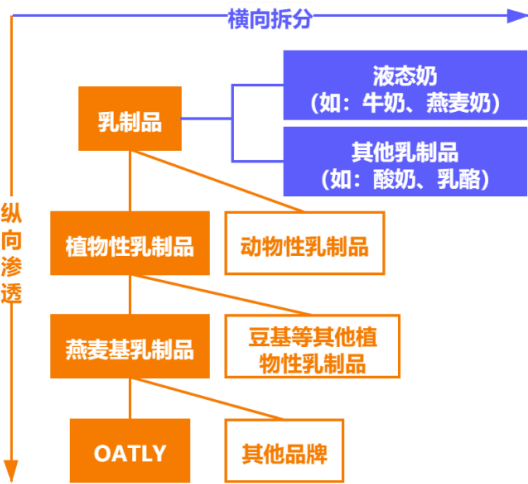 横向拆分
液态奶
（如：牛奶、燕麦奶）
乳制品
其他乳制品
（如：酸奶、乳酪）
纵向渗透
植物性乳制品
动物性乳制品
燕麦基乳制品
豆基等其他植
物性乳制品
OATLY
其他品牌